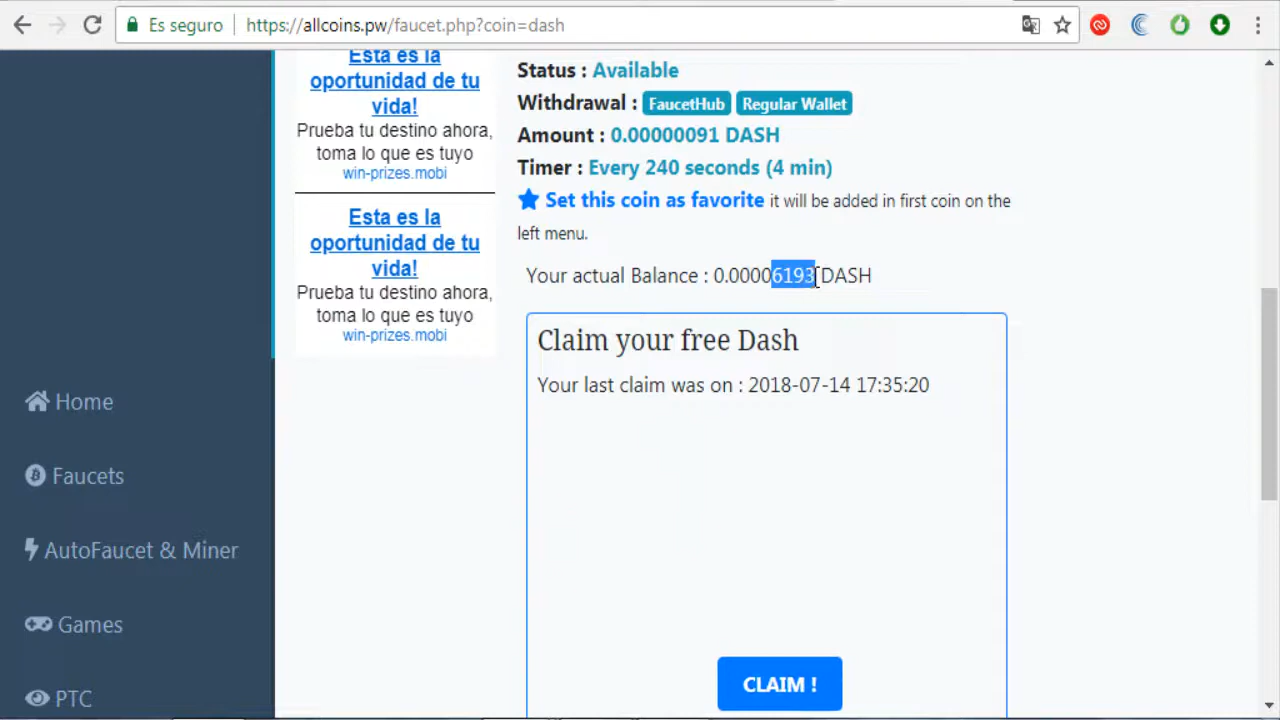 Es seguro https://allcoins.pw/faucet.php?coin=dash
Esta es la
oportunidad de tu
vida!
Prueba tu destino ahora,
toma lo que es tuyo
win-prizes.mobi
Esta es la
oportunidad de tu
vida!
Prueba tu destino ahora,
toma lo que es tuyo
win-prizes.mobi
Home
Faucets
AutoFaucet & Miner
Games
PTC
Status : Available
Withdrawal : FaucetHub Regular Wallet
Amount : 0.00000091 DASH
Timer : Every 240 seconds (4 min)
Set this coin as favorite it will be added in first coin on the
left menu.
Your actual Balance : 0.00006193 DASH
Claim your free Dash
Your last claim was on : 2018-07-14 17:35:20
CLAIM !